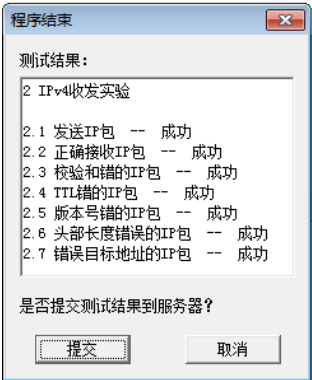 程序结束
测试结果：
2 IPv4收发实验
2.1 发送IP包 -- 成功
2.2 正确接收IP包 -- 成功
2.3 校验和错的IP包 -- 成功
2.4 TTL错的IP包 -- 成功
2.5 版本号错的IP包 -- 成功
2.6 头部长度错误的IP包 -- 成功
2.7 错误目标地址的IP包 -- 成功
是否提交测试结果到服务器？
提交 取消